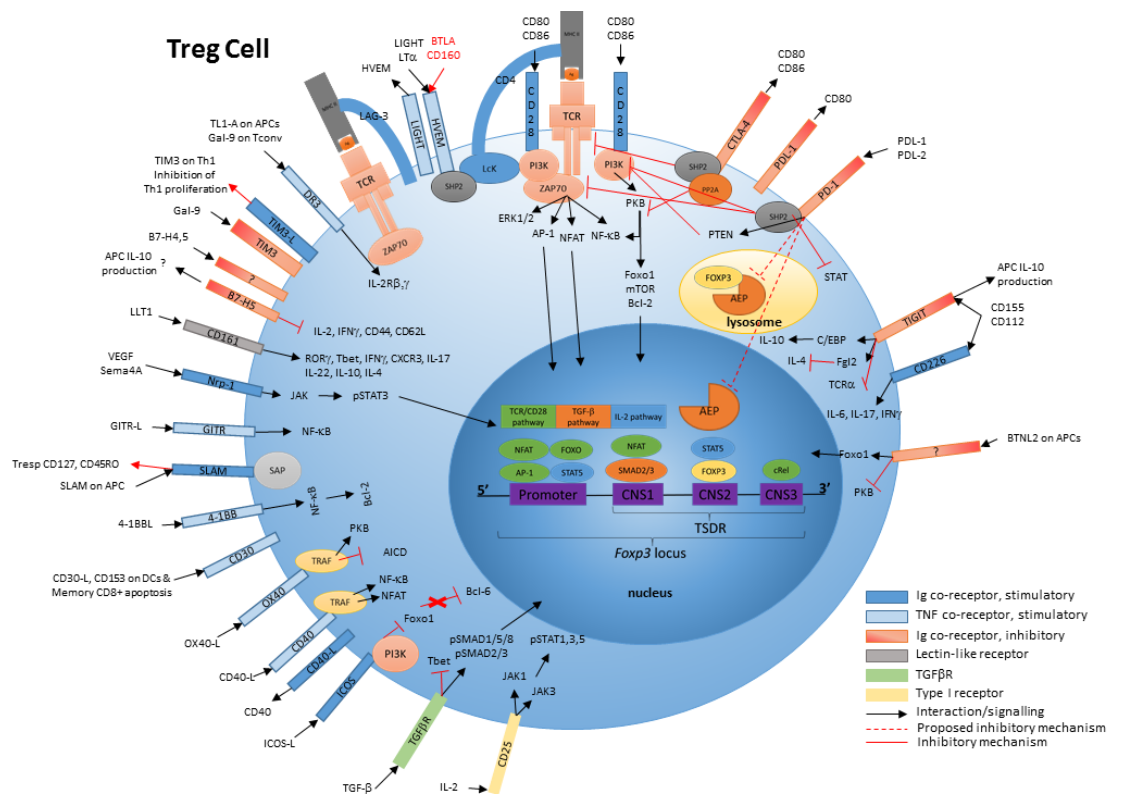 Treg Cell
LIGHT
LTα
BTLA
CD160
HVEM
LIGHT
HVEM
SHP2
MHC II
LAG-3
TCR
ZAP70
CD4
LcK
CD80
CD86
CD28
PI3K
MHC II
TCR
ZAP70
CD80
CD86
CD28
PI3K
PKB
ERK1/2
AP-1
NFAT
NF-κB
Foxo1
mTOR
Bcl-2
CD80
CD86
CTLA-4
SHP2
PP2A
CD80
PDL-1
PDL-1
PDL-2
PD-1
SHP2
PTEN
STAT
FOXP3
AEP
lysosome
APC IL-10
production
TIGIT
CD155
CD112
CD226
IL-10
C/EBP
IL-4
Fgl2
TCRα
IL-6, IL-17, IFNγ
BTNL2 on APCs
?
Foxo1
PKB
TL1-A on APCs
Gal-9 on Tconv
DR3
IL-2Rβ,γ
TIM3 on Th1
Inhibition of
Th1 proliferation
TIM3-L
Gal-9
TIM3
B7-H4,5
?
APC IL-10
production
?
B7-H5
IL-2, IFNγ, CD44, CD62L
LLT1
CD161
RORγ, Tbet, IFNγ, CXCR3, IL-17
IL-22, IL-10, IL-4
VEGF
Sema4A
Nrp-1
JAK
pSTAT3
GITR-L
GITR
NF-κB
Tresp CD127, CD45RO
SLAM
SAP
SLAM on APC
4-1BBL
4-1BB
NF-κB
Bcl-2
CD30-L, CD153 on DCs &
Memory CD8+ apoptosis
CD30
PKB
TRAF
AICD
OX40
OX40-L
TRAF
NF-κB
NFAT
CD40
CD40-L
CD40-L
CD40
PI3K
Foxo1
Bcl-6
ICOS
ICOS-L
Tbet
pSMAD1/5/8
pSMAD2/3
TGFβR
TGF-β
JAK1
JAK3
pSTAT1,3,5
CD25
IL-2
TCR/CD28
pathway
TGF-β
pathway
IL-2 pathway
AEP
NFAT
FOXO
NFAT
STAT5
AP-1
STAT5
SMAD2/3
FOXP3
cRel
5’
Promoter
CNS1
CNS2
CNS3
3’
TSDR
Foxp3 locus
nucleus
Ig co-receptor, stimulatory
TNF co-receptor, stimulatory
Ig co-receptor, inhibitory
Lectin-like receptor
TGFβR
Type I receptor
Interaction/signalling
Proposed inhibitory mechanism
Inhibitory mechanism